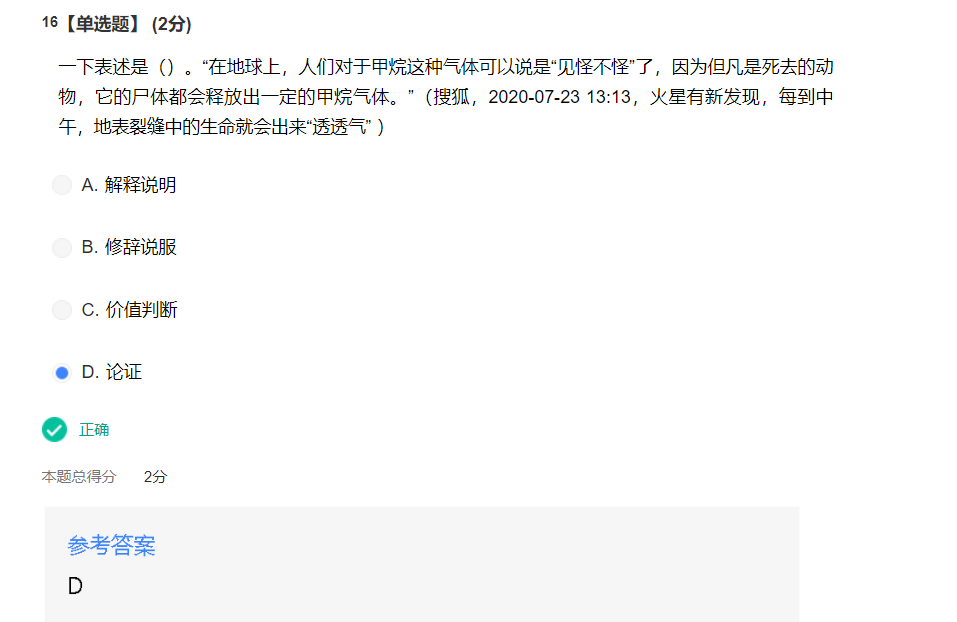 16【单选题】 (2分)
一下表述是（）。“在地球上，人们对于甲烷这种气体可以说是“见怪不怪”了，因为但凡是死去的动
物，它的尸体都会释放出一定的甲烷气体。”（搜狐，2020-07-23 13:13，火星有新发现，每到中
午，地表裂缝中的生命就会出来“透透气” ）
A. 解释说明
B. 修辞说服
C. 价值判断
D. 论证
正确
本题总得分 2分
参考答案
D